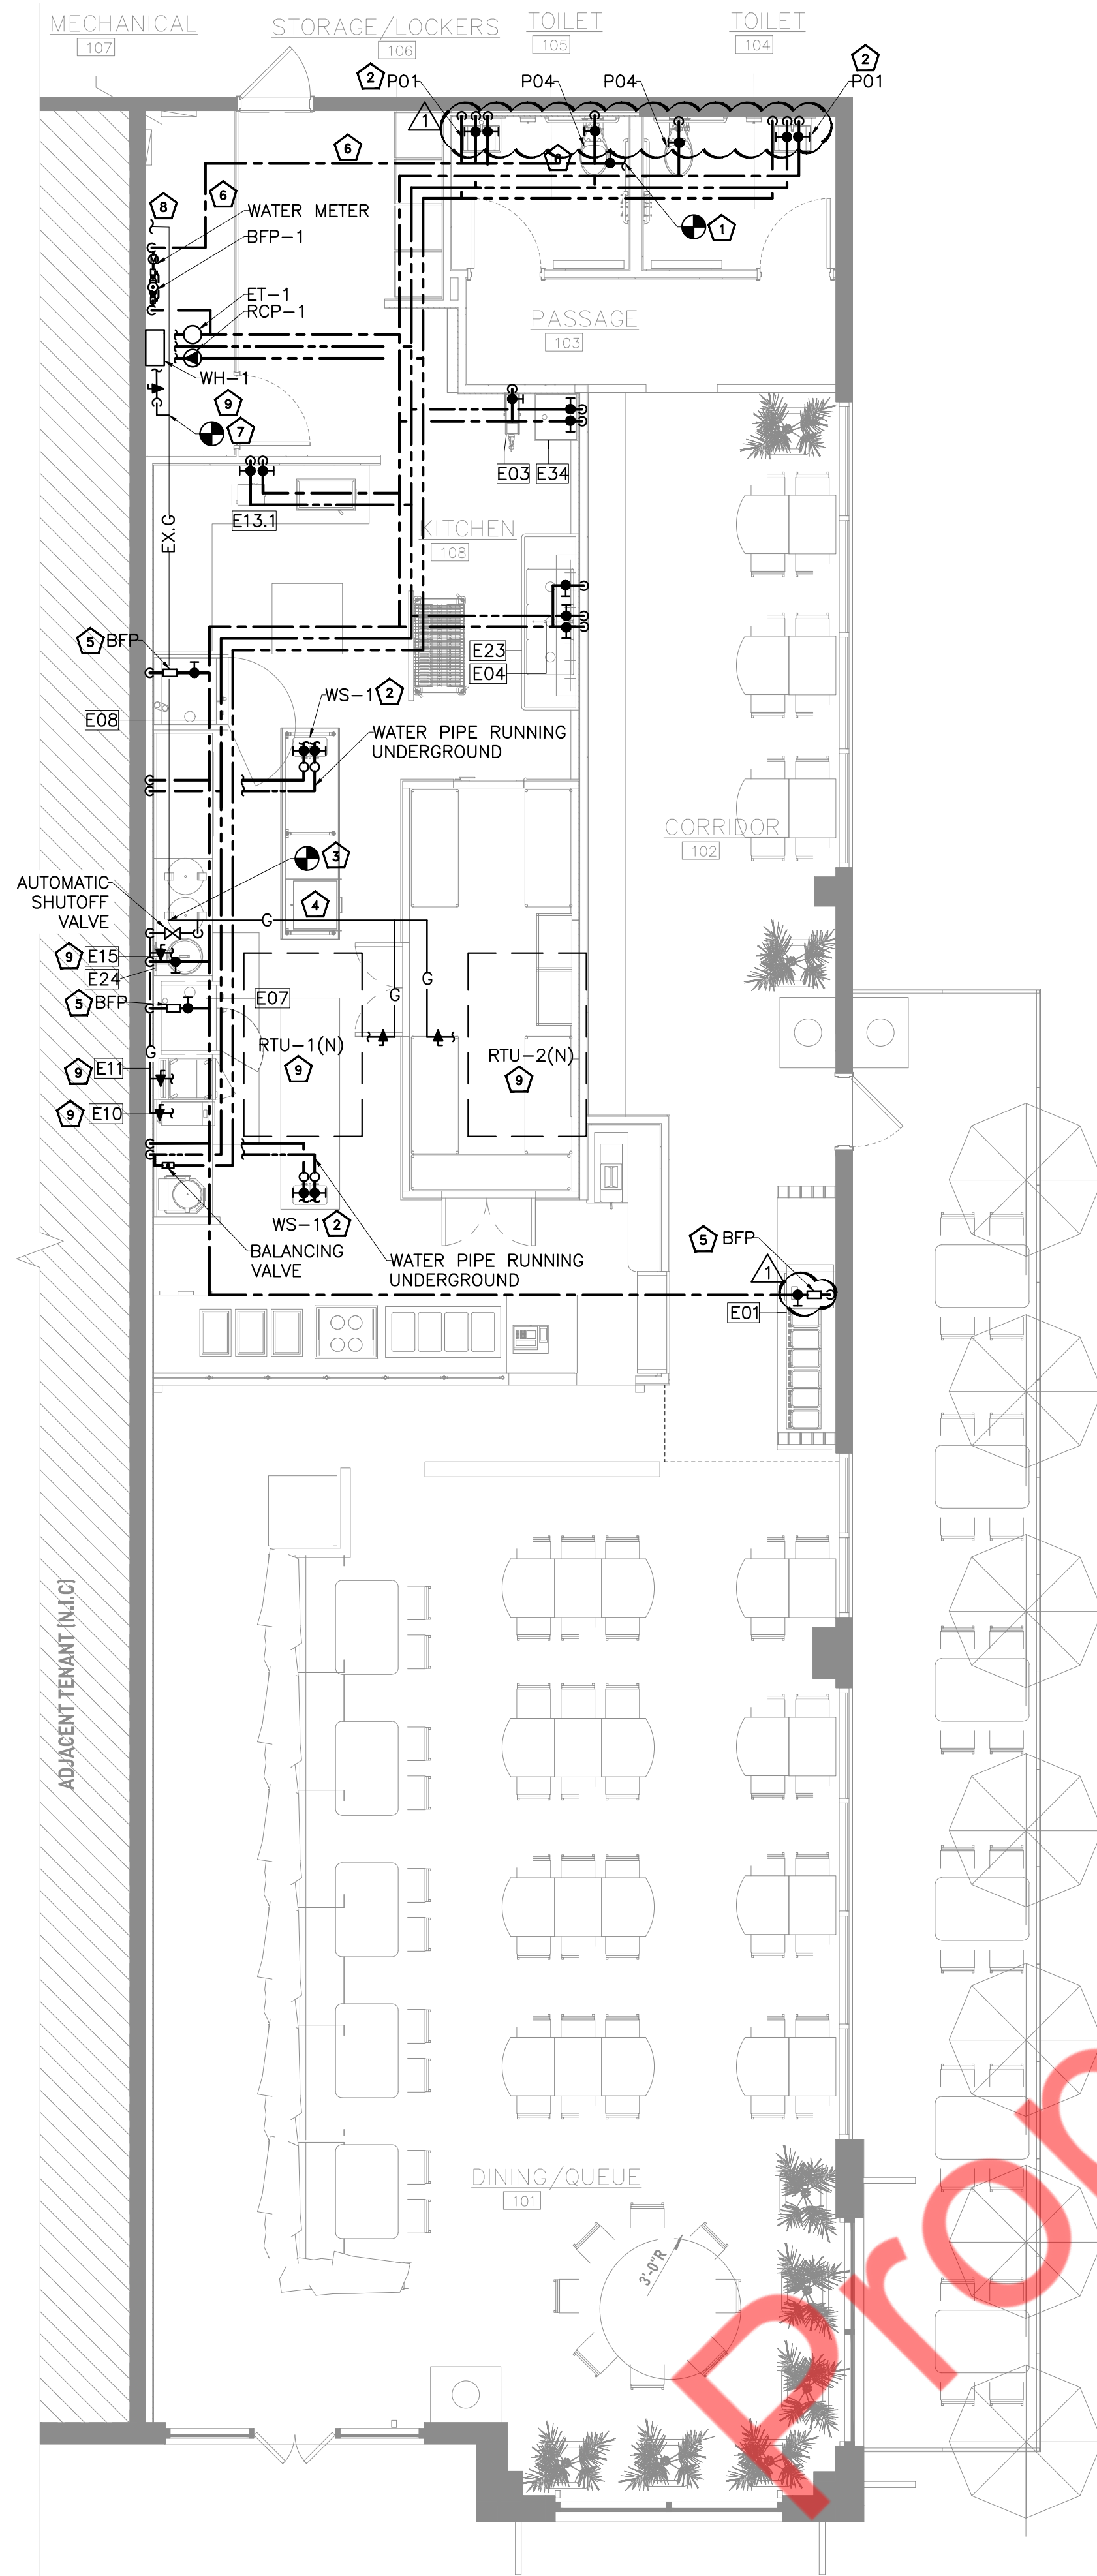 MECHANICAL
107
STORAGE/LOCKERS
106
TOILET
105
TOILET
104
2 P01
P04
P04
2
P01
1
6
6
6
8
WATER METER
BFP-1
1
ET-1
RCP-1
PASSAGE
103
WH-1
9
7
E03
E34
E13.1
EX.G
KITCHEN
108
5 BFP
E23
E04
WS-1 2
E08
WATER PIPE RUNNING
UNDERGROUND
CORRIDOR
102
3
AUTOMATIC
SHUTOFF
VALVE
4
G
9 E15
E24
G
G
5 BFP
E07
G
RTU-1(N)
9
RTU-2(N)
9
9 E11
9 E10
WS-1 2
BALANCING
VALVE
WATER PIPE RUNNING
UNDERGROUND
5 BFP
1
E01
ADJACENT TENANT (N.I.C)
DINING/QUEUE
101
3'-0"R
Pror